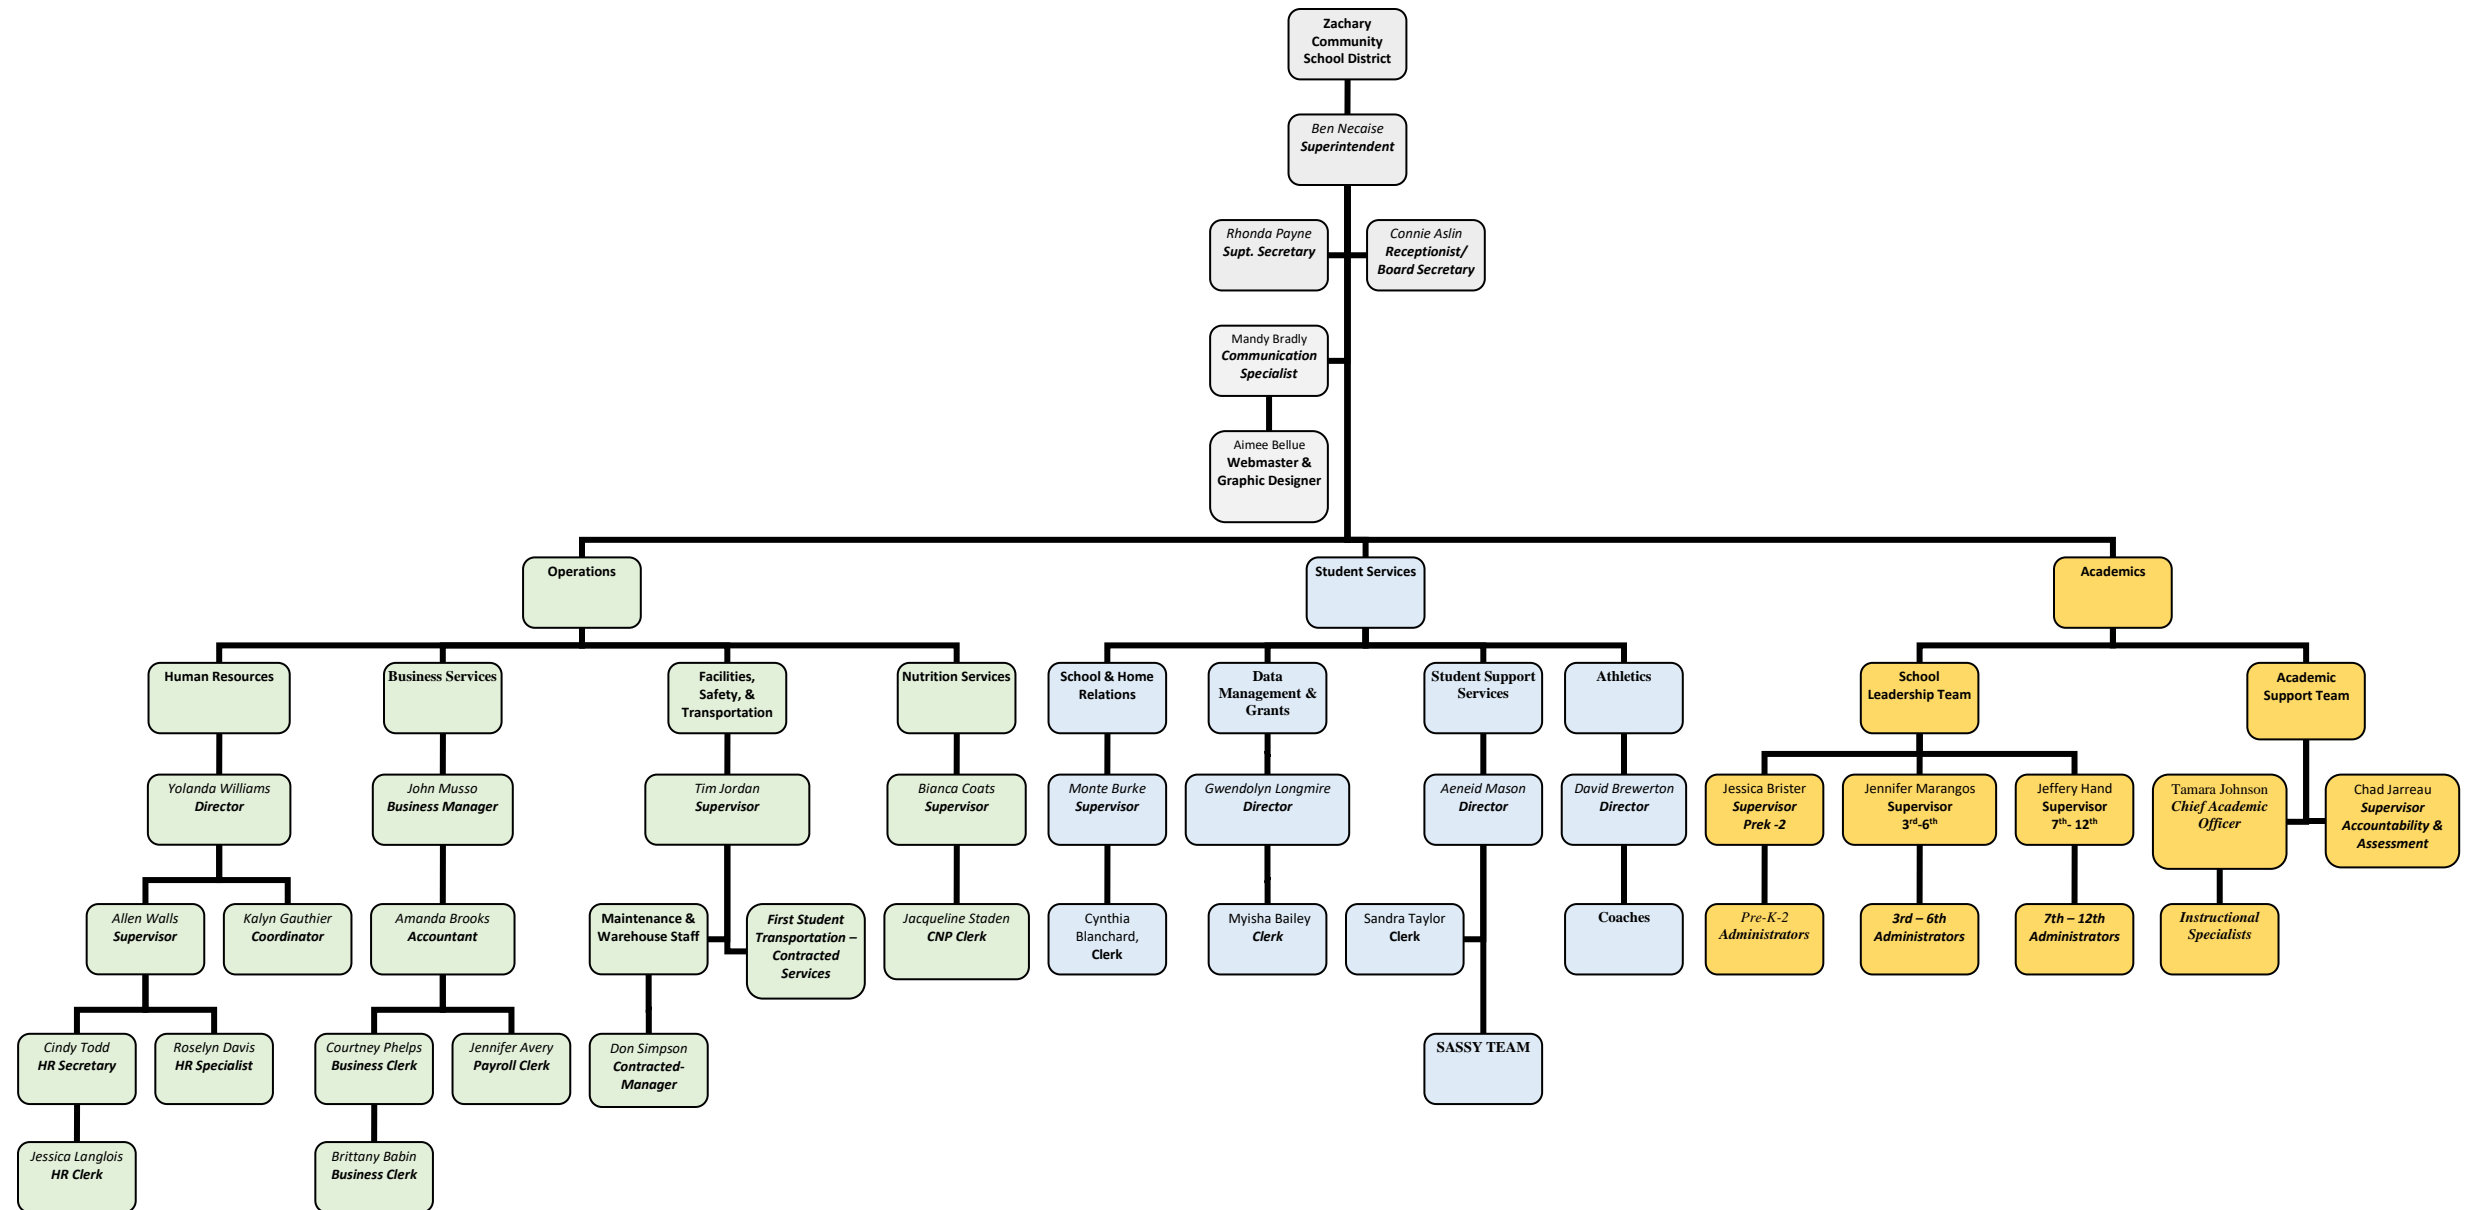 Zachary
Community
School District
Ben Necaise
Superintendent
Rhonda Payne
Supt. Secretary
Connie Aslin
Receptionist/
Board Secretary
Mandy Bradly
Communication
Specialist
Aimee Bellue
Webmaster &
Graphic Designer
Operations
Student Services
Academics
Human Resources
Business Services
Facilities,
Safety, &
Transportation
Nutrition Services
School & Home
Relations
Data
Management &
Grants
Student Support
Services
Athletics
School
Leadership Team
Academic
Support Team
Yolanda Williams
Director
John Musso
Business Manager
Tim Jordan
Supervisor
Bianca Coats
Supervisor
Monte Burke
Supervisor
Gwendolyn Longmire
Director
Aeneid Mason
Director
David Brewerton
Director
Jessica Brister
Supervisor
Prek -2
Jennifer Marangos
Supervisor
3rd-6th
Jeffery Hand
Supervisor
7th- 12th
Tamara Johnson
Chief Academic
Officer
Chad Jarreau
Supervisor
Accountability &
Assessment
Allen Walls
Supervisor
Kalyn Gauthier
Coordinator
Amanda Brooks
Accountant
Maintenance &
Warehouse Staff
First Student
Transportation –
Contracted
Services
Jacqueline Staden
CNP Clerk
Cynthia
Blanchard,
Clerk
Myisha Bailey
Clerk
Sandra Taylor
Clerk
Coaches
Pre-K-2
Administrators
3rd – 6th
Administrators
7th – 12th
Administrators
Instructional
Specialists
Cindy Todd
HR Secretary
Roselyn Davis
HR Specialist
Courtney Phelps
Business Clerk
Jennifer Avery
Payroll Clerk
Don Simpson
Contracted-
Manager
SASSY TEAM
Jessica Langlois
HR Clerk
Brittany Babin
Business Clerk